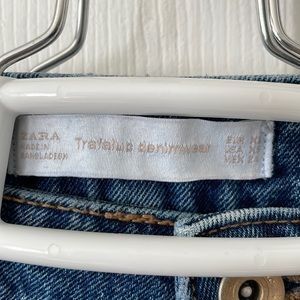 ZARA
MADE IN
BANGLADESH
Trafaluc denimwear
EUR
USA
MEX